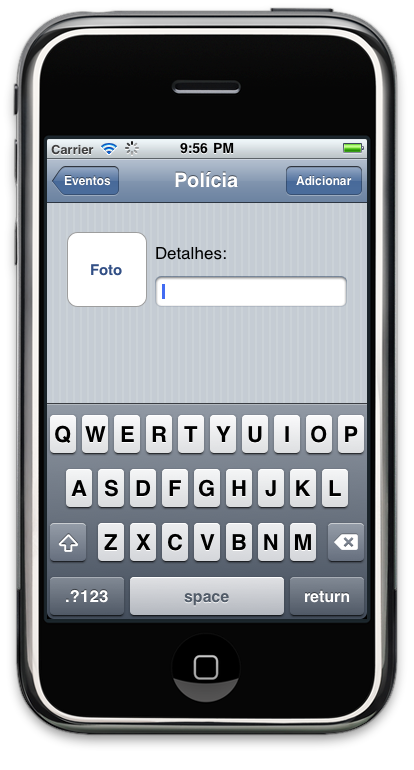 Carrier 9:56 PM
Eventos Polícia Adicionar
Foto Detalhes:
Q W E R T Y U I O P
A S D F G H J K L
Z X C V B N M
.?123 space return